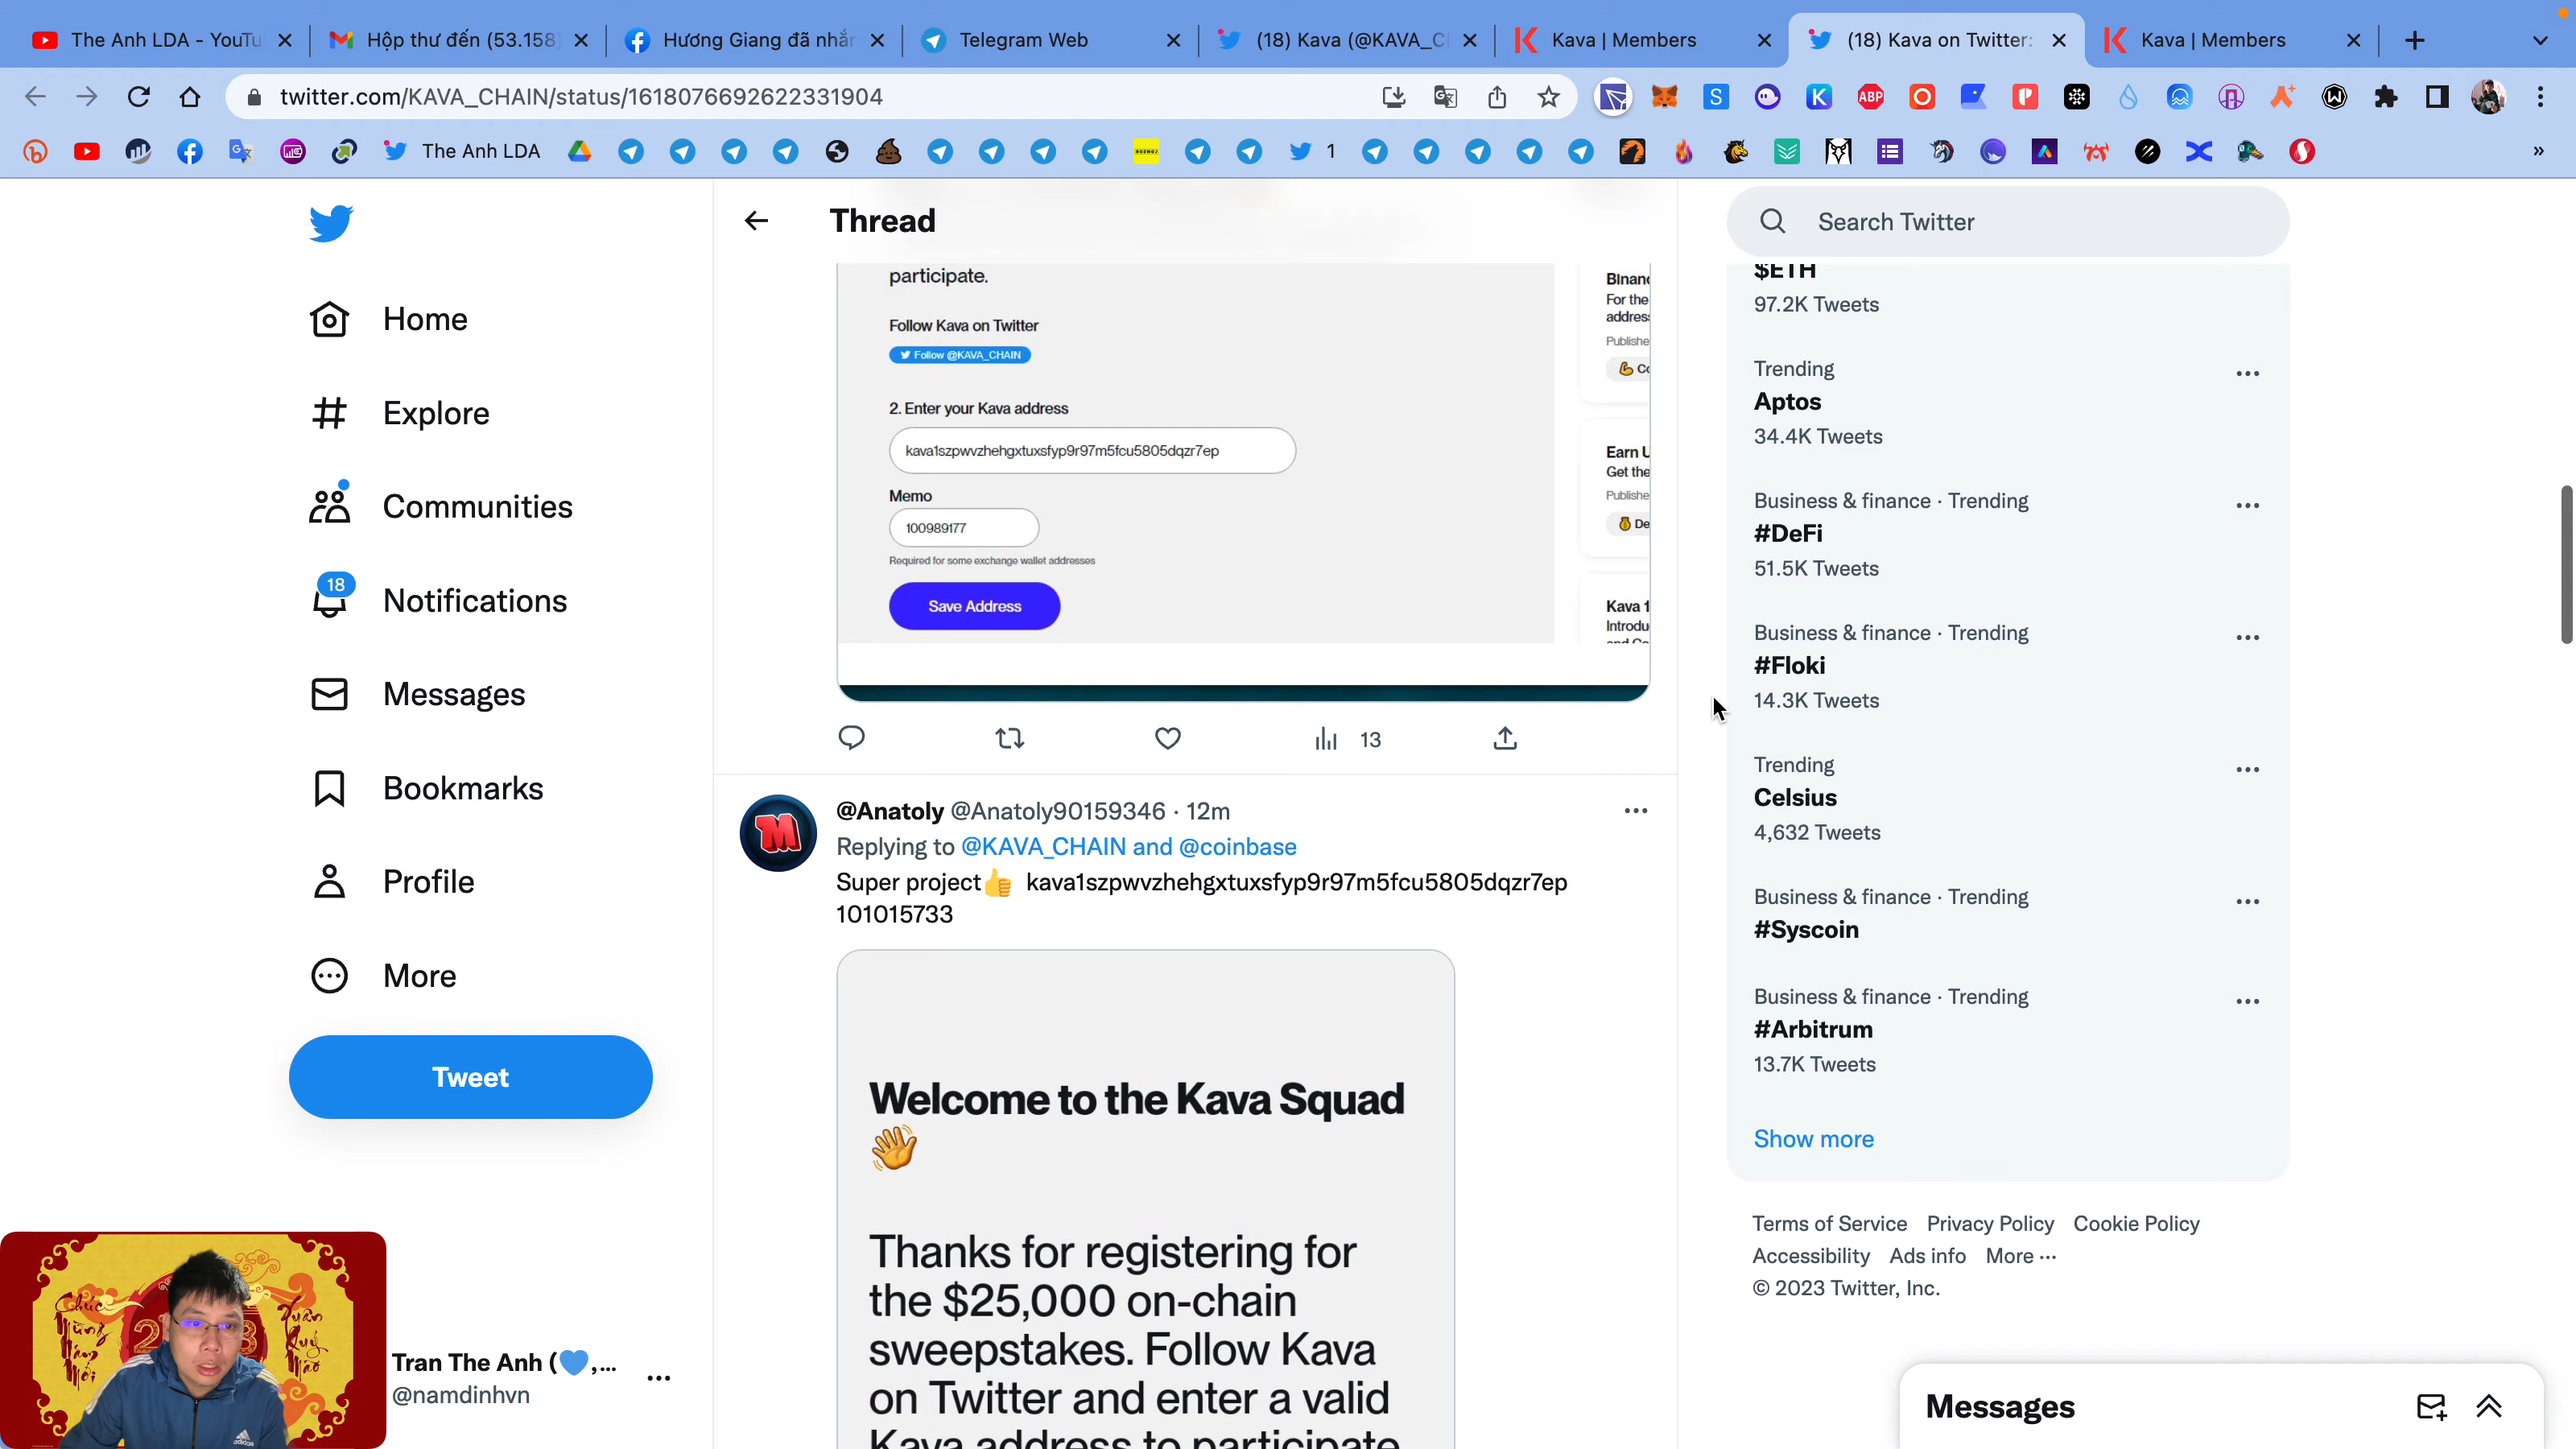 The Anh LDA - YouTu
Hộp thư đến (53.158)
Hương Giang đã nhắn
Telegram Web
(18) Kava (@KAVA_C
Kava | Members
(18) Kava on Twitter:
Kava | Members
twitter.com/KAVA_CHAIN/status/1618076692622331904
The Anh LDA
1
Home
Explore
Communities
18
Notifications
Messages
Bookmarks
Profile
More
Tweet
Tran The Anh (💙,...
@namdinhvn
Thread
participate.
Follow Kava on Twitter
Follow @KAVA_CHAIN
2. Enter your Kava address
kava1szpwvzhehgxtuxsfyp9r97m5fcu5805dqzr7ep
Memo
100989177
Required for some exchange wallet addresses
Save Address
Binanc
For the
address
Publishe
Co
Earn U
Get the
Publishe
De
Kava 1
Introdu
13
@Anatoly @Anatoly90159346 · 12m
Replying to @KAVA_CHAIN and @coinbase
Super project👍 kava1szpwvzhehgxtuxsfyp9r97m5fcu5805dqzr7ep
101015733
Welcome to the Kava Squad
👋
Thanks for registering for
the $25,000 on-chain
sweepstakes. Follow Kava
on Twitter and enter a valid
Kava address to participate
Search Twitter
$ETH
97.2K Tweets
Trending
Aptos
34.4K Tweets
Business & finance · Trending
#DeFi
51.5K Tweets
Business & finance · Trending
#Floki
14.3K Tweets
Trending
Celsius
4,632 Tweets
Business & finance · Trending
#Syscoin
Business & finance · Trending
#Arbitrum
13.7K Tweets
Show more
Terms of Service Privacy Policy Cookie Policy
Accessibility Ads info More ···
© 2023 Twitter, Inc.
Messages